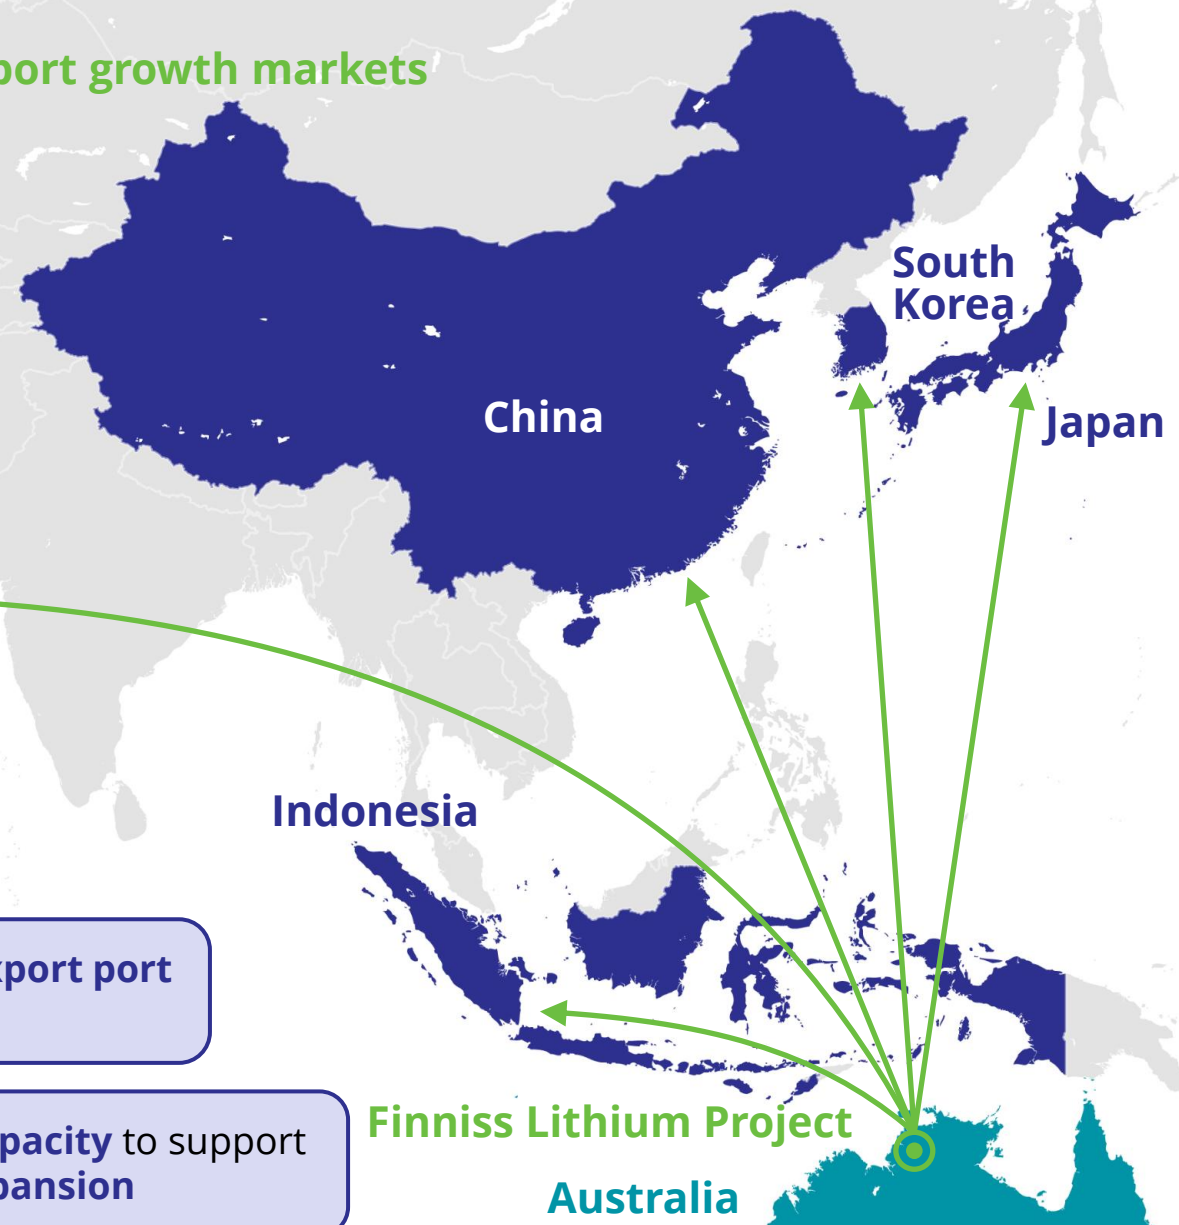 port growth markets
South
Korea
China
Japan
Indonesia
xport port
Finniss Lithium Project
pacity to support
pansion
Australia